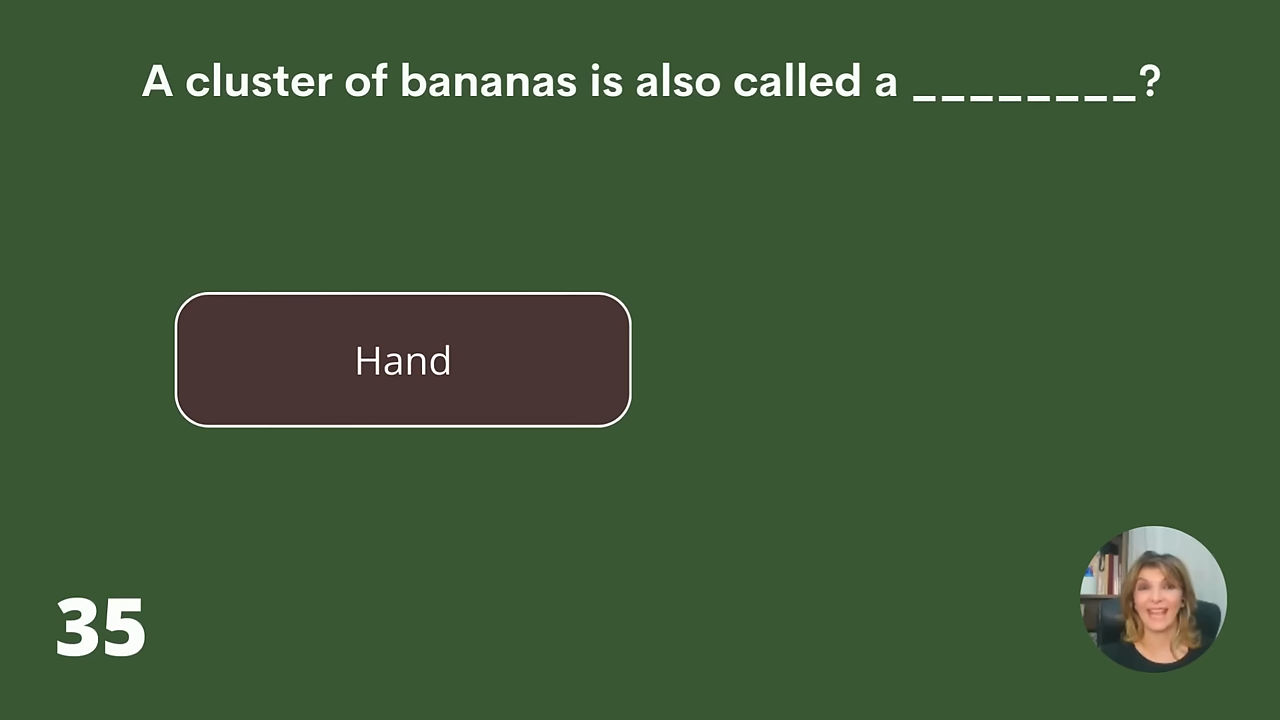 A cluster of bananas is also called a ________?
Hand
35